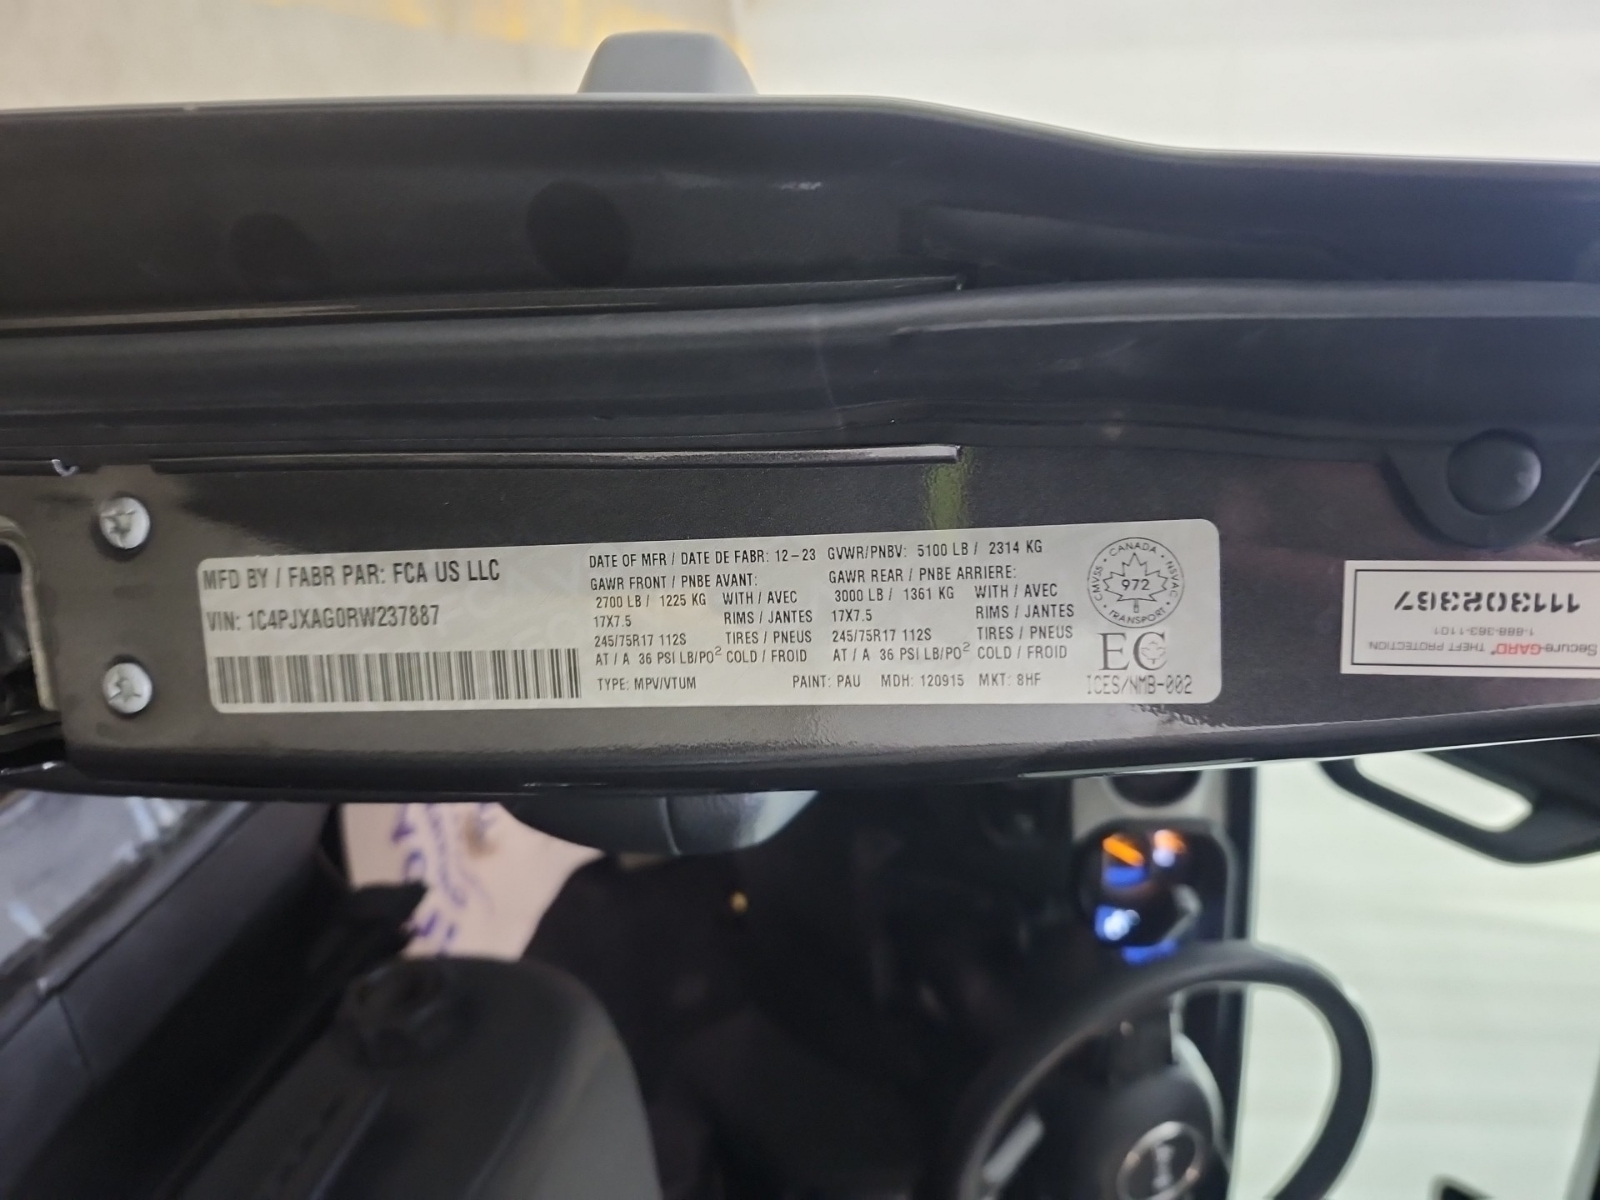 MFD BY / FABR PAR: FCA US LLC
VIN: 1C4PJXAG0RW237887
DATE OF MFR / DATE DE FABR: 12-23 GVWR/PNBV: 5100 LB / 2314 KG
GAWR FRONT / PNBE AVANT:
2700 LB / 1225 KG WITH / AVEC
17X7.5 RIMS / JANTES
245/75R17 112S TIRES / PNEUS
AT / A 36 PSI LB/PO2 COLD / FROID
GAWR REAR / PNBE ARRIERE:
3000 LB / 1361 KG WITH / AVEC
17X7.5 RIMS / JANTES
245/75R17 112S TIRES / PNEUS
AT / A 36 PSI LB/PO2 COLD / FROID
TYPE: MPV/VTUM PAINT: PAU MDH: 120915 MKT: 8HF
CANADA
CMVSS 972 NSVAC
TRANSPORT
EC
ICES/NMB-002
Secure-GARD THEFT PROTECTION
1-888-363-1101
111302367